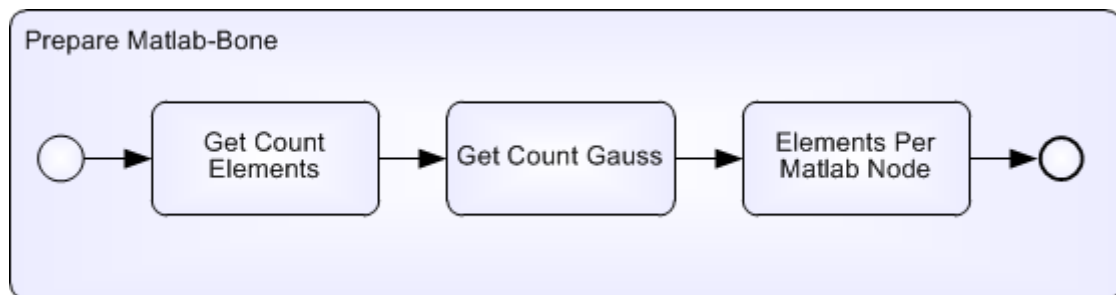 Prepare Matlab-Bone
Get Count
Elements
Get Count Gauss
Elements Per
Matlab Node